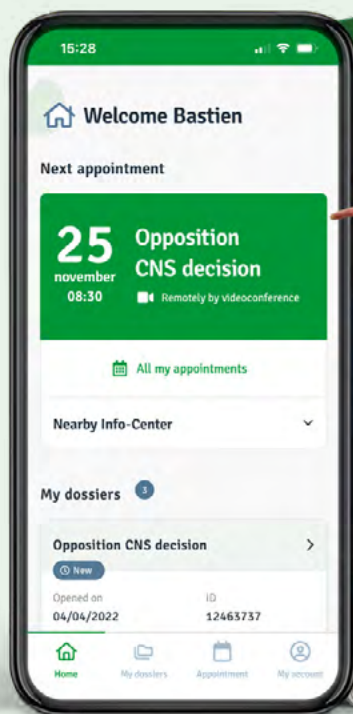 15:28
Welcome Bastien
Next appointment
25
november
08:30
Opposition
CNS decision
Remotely by videoconference
All my appointments
Nearby Info-Center
My dossiers
3
Opposition CNS decision
New
Opened on
04/04/2022
ID
12463737
Home
My dossiers
Appointment
My account